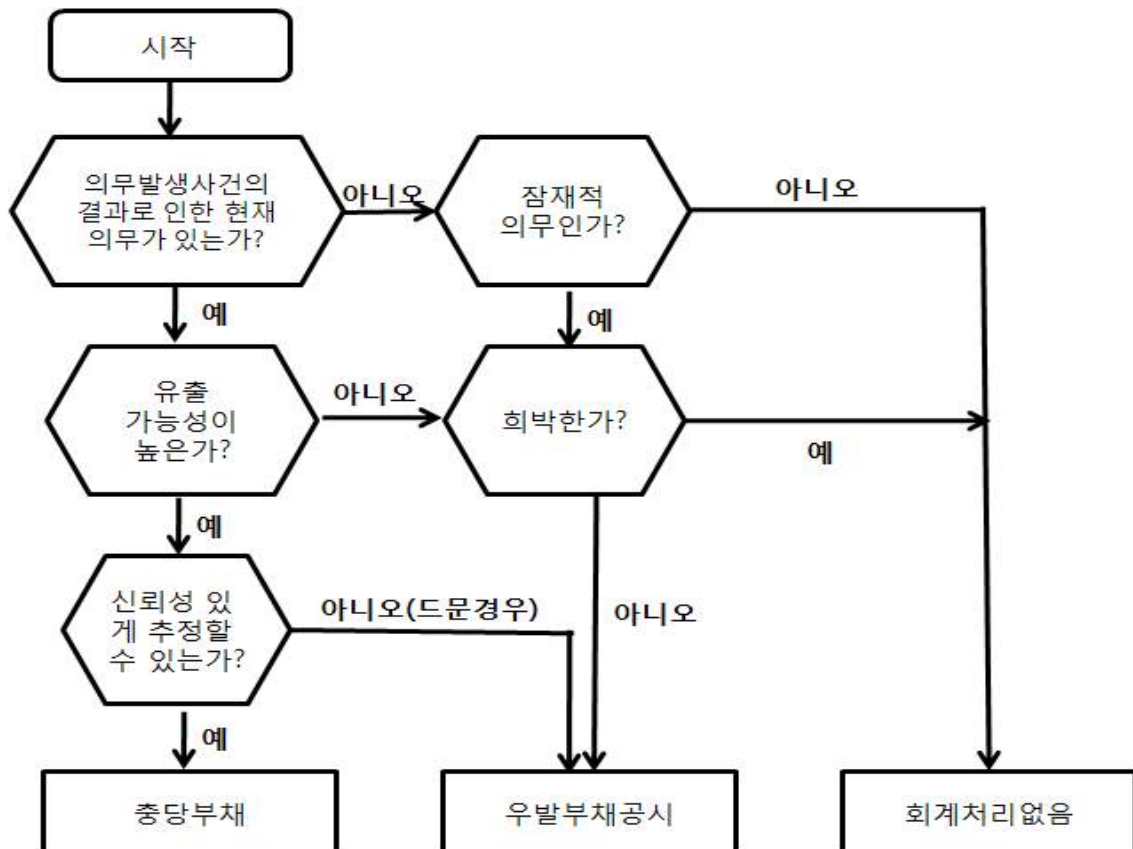 시작
의무발생사건의
결과로 인한 현재
의무가 있는가?
아니오
잠재적
의무인가?
아니오
예
예
유출
가능성이
높은가?
아니오
희박한가?
예
예
신뢰성 있
게 추정할
수 있는가?
아니오(드문경우)
아니오
예
충당부채
우발부채공시
회계처리없음